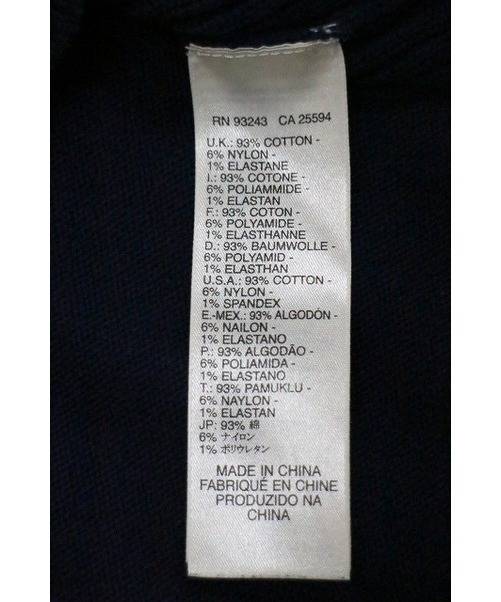 RN 93243 CA 25594
U.K.: 93% COTTON -
6% NYLON -
1% ELASTANE
I.: 93% COTONE -
6% POLIAMMIDE -
1% ELASTAN
F.: 93% COTON -
6% POLYAMIDE -
1% ELASTHANNE
D.: 93% BAUMWOLLE -
6% POLYAMID -
1% ELASTHAN
U.S.A.: 93% COTTON -
6% NYLON -
1% SPANDEX
E.-MEX.: 93% ALGODÓN -
6% NAILON -
1% ELASTANO
P.: 93% ALGODÃO -
6% POLIAMIDA -
1% ELASTANO
T.: 93% PAMUKLU -
6% NAYLON -
1% ELASTAN
JP: 93% 綿
6% ナイロン
1% ポリウレタン
MADE IN CHINA
FABRIQUÉ EN CHINE
PRODUZIDO NA
CHINA